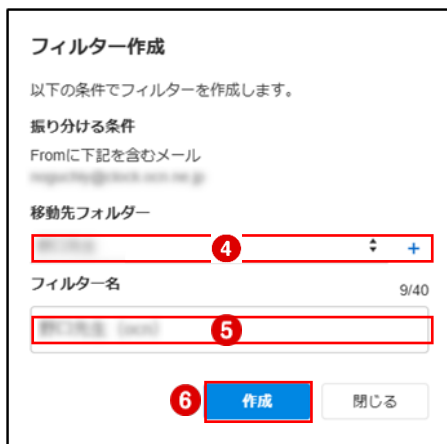 フィルター作成
以下の条件でフィルターを作成します。
振り分ける条件
Fromに下記を含むメール
移動先フォルダー
4 +
フィルター名 9/40
5
6 作成 閉じる